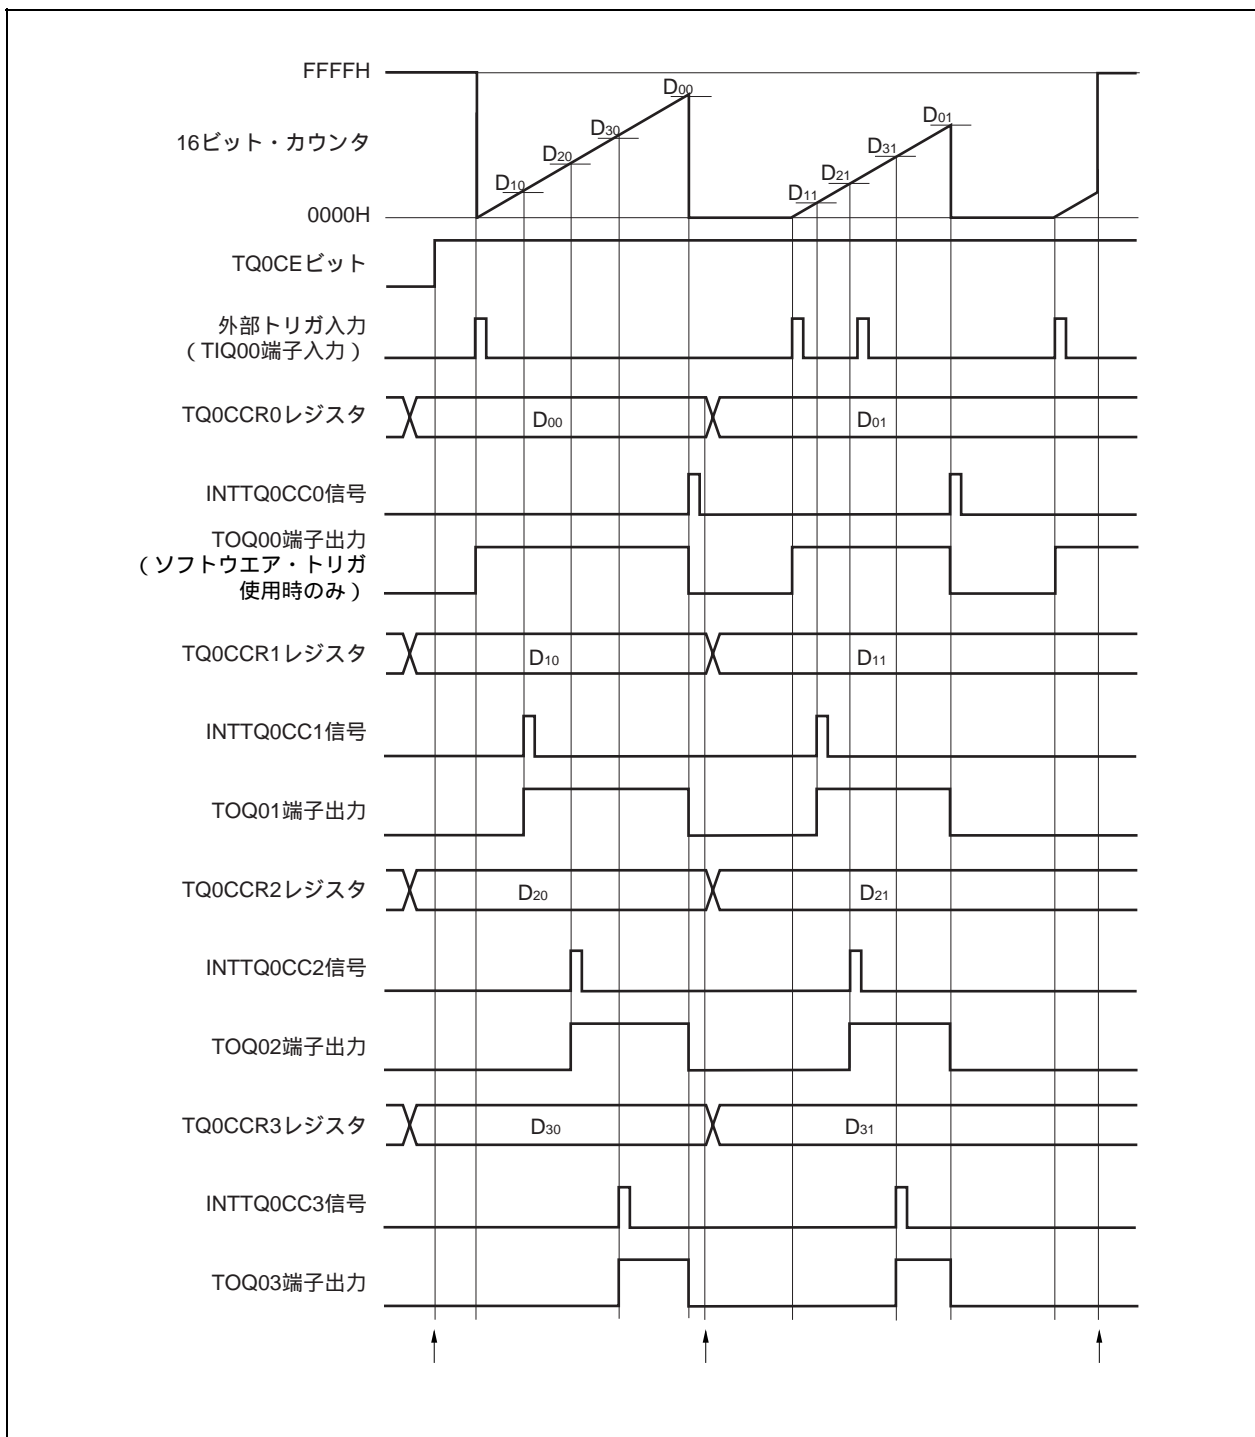 FFFFH
D00
D01
16ビット・カウンタ
D30
D31
D20
D21
D10
D11
0000H
TQ0CEビット
外部トリガ入力
(TIQ00端子入力)
TQ0CCR0レジスタ
D00
D01
INTTQ0CC0信号
TOQ00端子出力
(ソフトウエア・トリガ
使用時のみ)
TQ0CCR1レジスタ
D10
D11
INTTQ0CC1信号
TOQ01端子出力
TQ0CCR2レジスタ
D20
D21
INTTQ0CC2信号
TOQ02端子出力
TQ0CCR3レジスタ
D30
D31
INTTQ0CC3信号
TOQ03端子出力